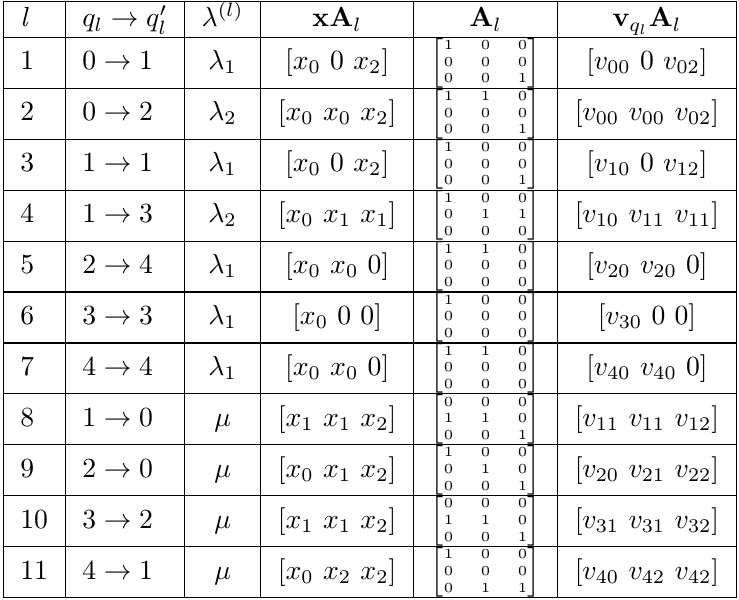 l q_l → q′_l λ^(l) xA_l A_l v_{q_l}A_l
1 0 → 1 λ₁ [x₀ 0 x₂] [1 0 0; 0 0 0; 0 0 1] [v₀₀ 0 v₀₂]
2 0 → 2 λ₂ [x₀ x₀ x₂] [1 1 0; 0 0 0; 0 0 1] [v₀₀ v₀₀ v₀₂]
3 1 → 1 λ₁ [x₀ 0 x₂] [1 0 0; 0 0 0; 0 0 1] [v₁₀ 0 v₁₂]
4 1 → 3 λ₂ [x₀ x₁ x₁] [1 0 0; 0 1 1; 0 0 0] [v₁₀ v₁₁ v₁₁]
5 2 → 4 λ₁ [x₀ x₀ 0] [1 1 0; 0 0 0; 0 0 0] [v₂₀ v₂₀ 0]
6 3 → 3 λ₁ [x₀ 0 0] [1 0 0; 0 0 0; 0 0 0] [v₃₀ 0 0]
7 4 → 4 λ₁ [x₀ x₀ 0] [1 1 0; 0 0 0; 0 0 0] [v₄₀ v₄₀ 0]
8 1 → 0 μ [x₁ x₁ x₂] [0 0 0; 1 1 0; 0 0 1] [v₁₁ v₁₁ v₁₂]
9 2 → 0 μ [x₀ x₁ x₂] [1 0 0; 0 1 0; 0 0 1] [v₂₀ v₂₁ v₂₂]
10 3 → 2 μ [x₁ x₁ x₂] [0 0 0; 1 1 0; 0 0 1] [v₃₁ v₃₁ v₃₂]
11 4 → 1 μ [x₀ x₂ x₂] [1 0 0; 0 0 0; 0 1 1] [v₄₀ v₄₂ v₄₂]